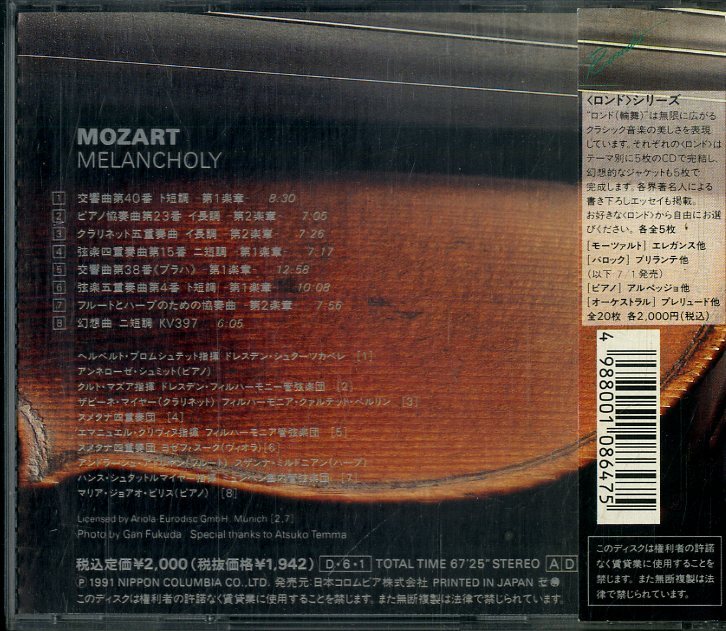 MOZART
MELANCHOLY
1 交響曲第40番 ト短調 -第1楽章- 8:30
2 ピアノ協奏曲第23番 イ長調 -第2楽章- 7:05
3 クラリネット五重奏曲 イ長調 -第2楽章- 7:26
4 弦楽四重奏曲第15番 ニ短調 -第1楽章- 7:17
5 交響曲第38番《プラハ》 -第1楽章- 12:58
6 弦楽五重奏曲第4番 ト短調 -第1楽章- 10:08
7 フルートとハープのための協奏曲 -第2楽章- 7:56
8 幻想曲 ニ短調 KV397 6:05
ヘルベルト・ブロムシュテット指揮 ドレスデン・シュターツカペレ [1]
アンネローゼ・シュミット(ピアノ)
クルト・マズア指揮 ドレスデン・フィルハーモニー管弦楽団 [2]
ザビーネ・マイヤー(クラリネット) フィルハーモニア・クァルテット・ベルリン [3]
スメタナ四重奏団 [4]
エマニュエル・クリヴィヌ指揮 フィルハーモニア管弦楽団 [5]
スメタナ四重奏団 ヨゼフ・スーク(ヴィオラ) [6]
(フルート) スザンナ・ミルドニアン(ハープ)
ハンス・シュタットルマイヤー指揮 ミュンヘン室内管弦楽団 [7]
マリア・ジョアオ・ピリス(ピアノ) [8]
Licensed by Ariola-Eurodisc GmbH, Munich [2,7]
Photo by Gan Fukuda Special thanks to Atsuko Temma
税込定価¥2,000(税抜価格¥1,942) D・6・1 TOTAL TIME 67'25" STEREO A D
Ⓟ1991 NIPPON COLUMBIA CO.,LTD. 発売元:日本コロムビア株式会社 PRINTED IN JAPAN セ
このディスクは権利者の許諾なく賃貸業に使用することを禁じます。また無断複製は法律で禁じられています。
Rondo
〈ロンド〉シリーズ
"ロンド(輪舞)"は無限に広がる
クラシック音楽の美しさを表現
しています。それぞれの〈ロンド〉は
テーマ別に5枚のCDで完結し、
幻想的なジャケットも5枚で
完成します。各界著名人による
書き下ろしエッセイも掲載。
お好きな〈ロンド〉から自由にお選
びください。各全5枚
[モーツァルト] エレガンス他
[バロック] ブリランテ他
(以下 7/1発売)
[ピアノ] アルペッジョ他
[オーケストラル] プレリュード他
全20枚 各2,000円(税込)
4988001086475
このディスクは権利者の許諾
なく賃貸業に使用することを
禁じます。また無断複製は法
律で禁じられています。